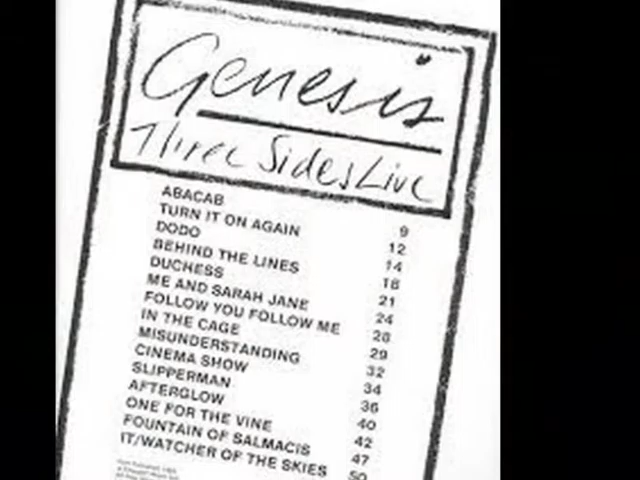 Genesis
Three Sides Live
ABACAB 9
TURN IT ON AGAIN 12
DODO 14
BEHIND THE LINES 18
DUCHESS 21
ME AND SARAH JANE 24
FOLLOW YOU FOLLOW ME 28
IN THE CAGE 29
MISUNDERSTANDING 32
CINEMA SHOW 34
SLIPPERMAN 36
AFTERGLOW 40
ONE FOR THE VINE 42
FOUNTAIN OF SALMACIS 47
IT/WATCHER OF THE SKIES 50